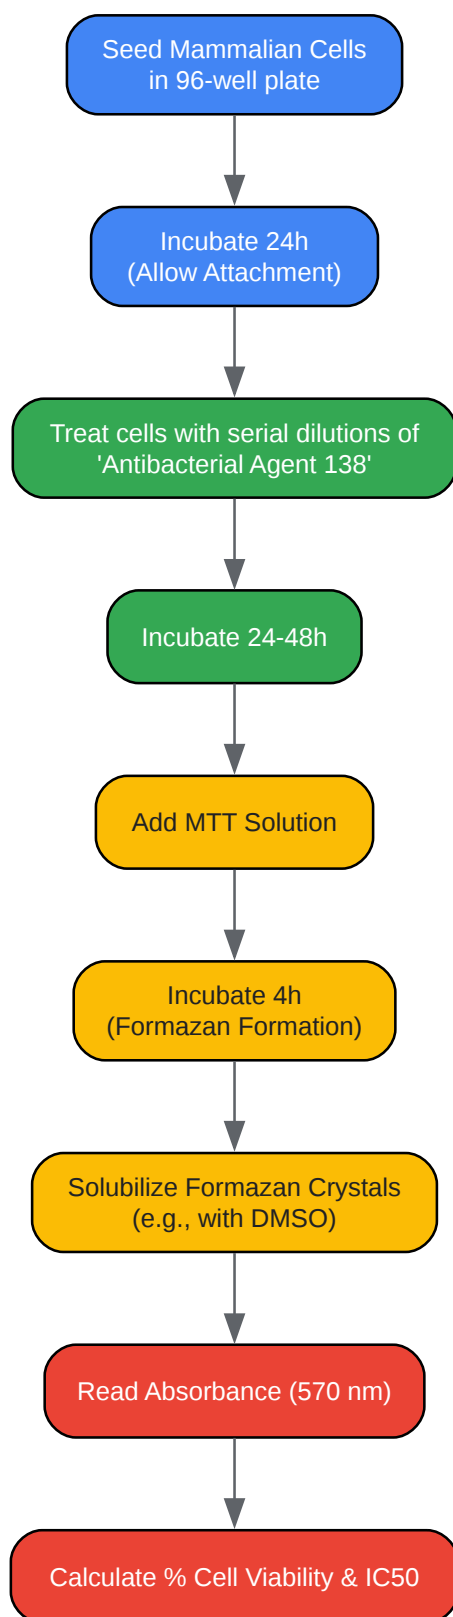 Seed Mammalian Cells
in 96-well plate
Incubate 24h
(Allow Attachment)
Treat cells with serial dilutions of
'Antibacterial Agent 138'
Incubate 24-48h
Add MTT Solution
Incubate 4h
(Formazan Formation)
Solubilize Formazan Crystals
(e.g., with DMSO)
Read Absorbance (570 nm)
Calculate % Cell Viability & IC50